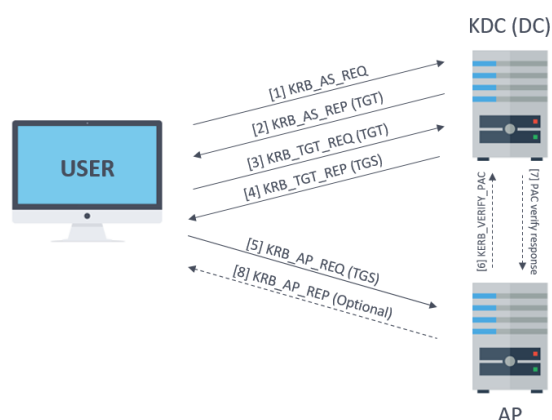 KDC (DC)
[1] KRB_AS_REQ
[2] KRB_AS_REP (TGT)
[3] KRB_TGT_REQ (TGT)
[4] KRB_TGT_REP (TGS)
USER
[5] KRB_AP_REQ (TGS)
[8] KRB_AP_REP (Optional)
[6] KERB_VERIFY_PAC
[7] PAC verify response
AP